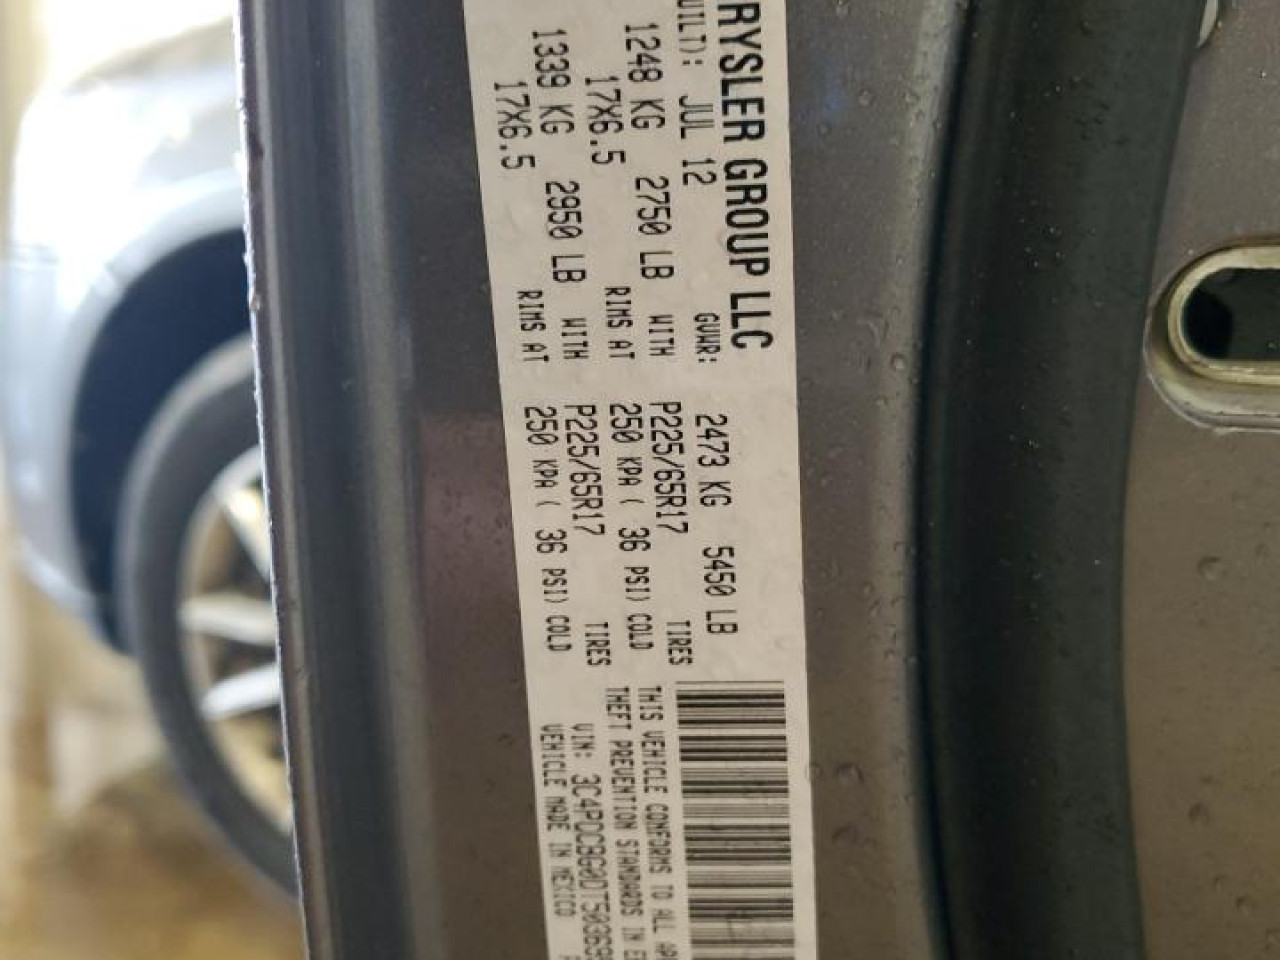 RYSLER GROUP LLC
UILT): JUL 12 GVWR: 2473 KG 5450 LB
1248 KG 2750 LB WITH P225/65R17 TIRES
17X6.5 RIMS AT 250 KPA ( 36 PSI) COLD
1339 KG 2950 LB WITH P225/65R17 TIRES
17X6.5 RIMS AT 250 KPA ( 36 PSI) COLD
THIS VEHICLE CONFORMS TO ALL AP
THEFT PREVENTION STANDARDS IN E
VIN: 3C4PDCBG0DT50369
VEHICLE MADE IN MEXICO